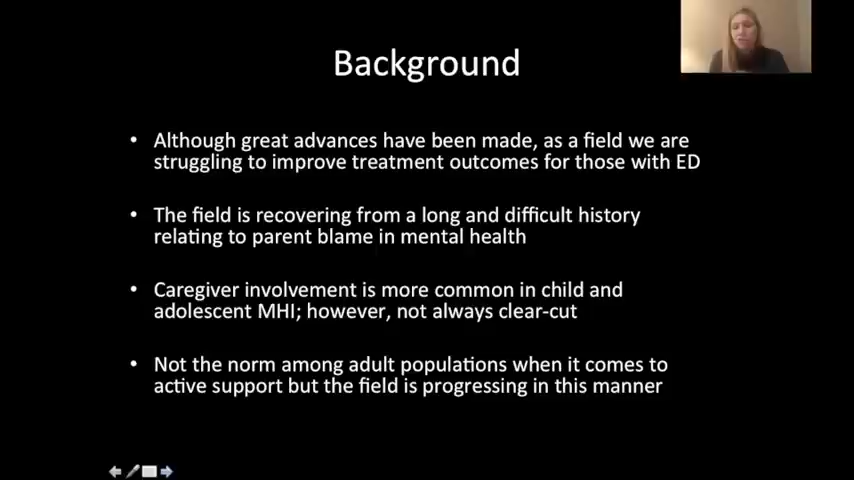 Background
• Although great advances have been made, as a field we are
struggling to improve treatment outcomes for those with ED
• The field is recovering from a long and difficult history
relating to parent blame in mental health
• Caregiver involvement is more common in child and
adolescent MHI; however, not always clear-cut
• Not the norm among adult populations when it comes to
active support but the field is progressing in this manner